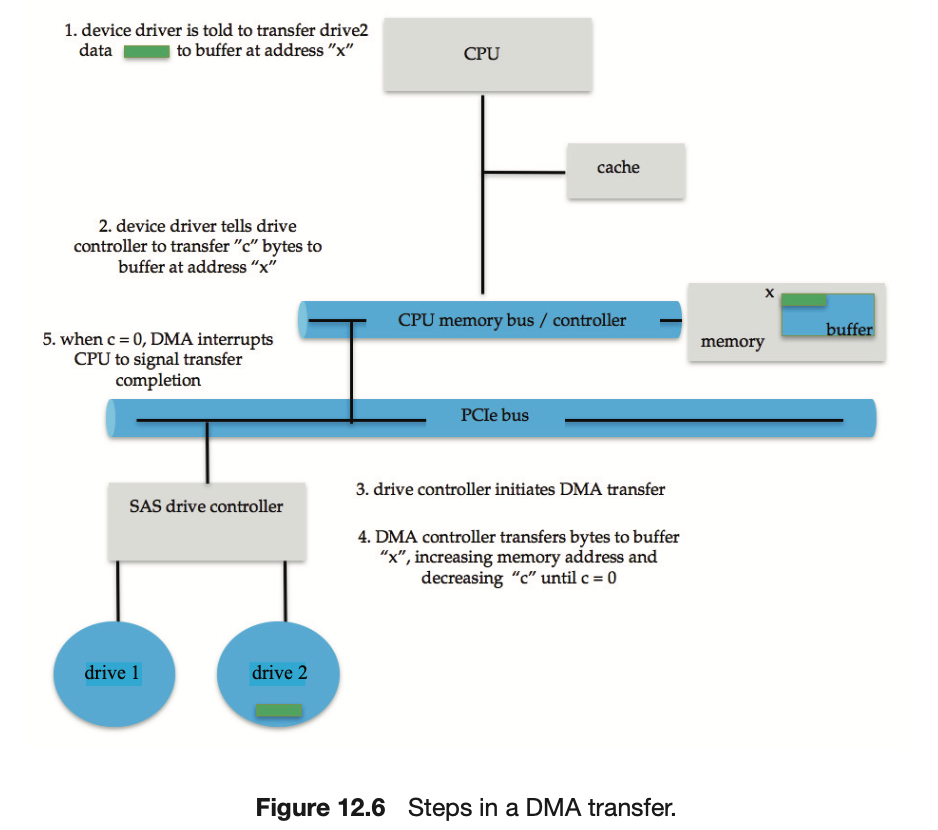 1. device driver is told to transfer drive2
data to buffer at address "x"
CPU
cache
2. device driver tells drive
controller to transfer "c" bytes to
buffer at address "x"
CPU memory bus / controller
x
buffer
memory
5. when c = 0, DMA interrupts
CPU to signal transfer
completion
PCIe bus
SAS drive controller
3. drive controller initiates DMA transfer
4. DMA controller transfers bytes to buffer
"x", increasing memory address and
decreasing "c" until c = 0
drive 1
drive 2
Figure 12.6 Steps in a DMA transfer.